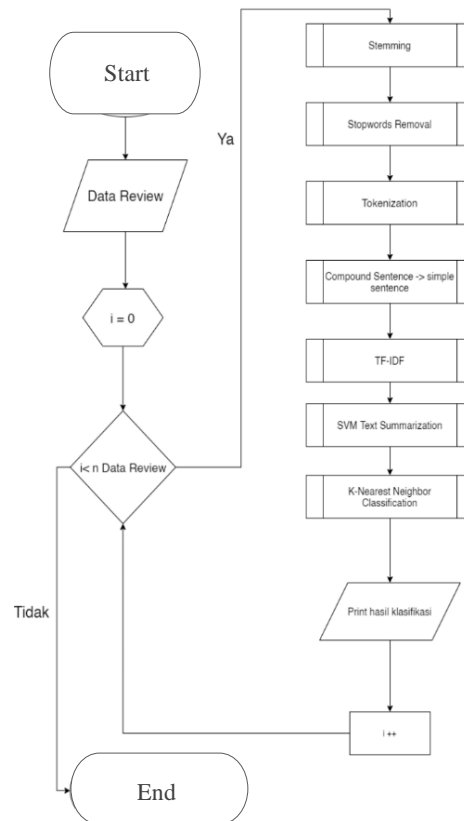 Start
Data Review
i = 0
i< n Data Review
Ya
Tidak
Stemming
Stopwords Removal
Tokenization
Compound Sentence -> simple
sentence
TF-IDF
SVM Text Summarization
K-Nearest Neighbor
Classification
Print hasil klasifikasi
i ++
End